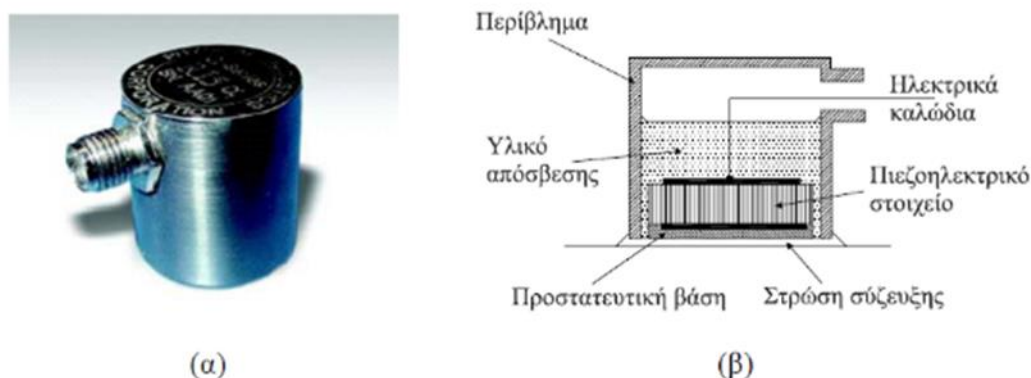 Περίβλημα
Ηλεκτρικά
καλώδια
Υλικό
απόσβεσης
Πιεζοηλεκτρικό
στοιχείο
Προστατευτική βάση
Στρώση σύζευξης
(α)
(β)